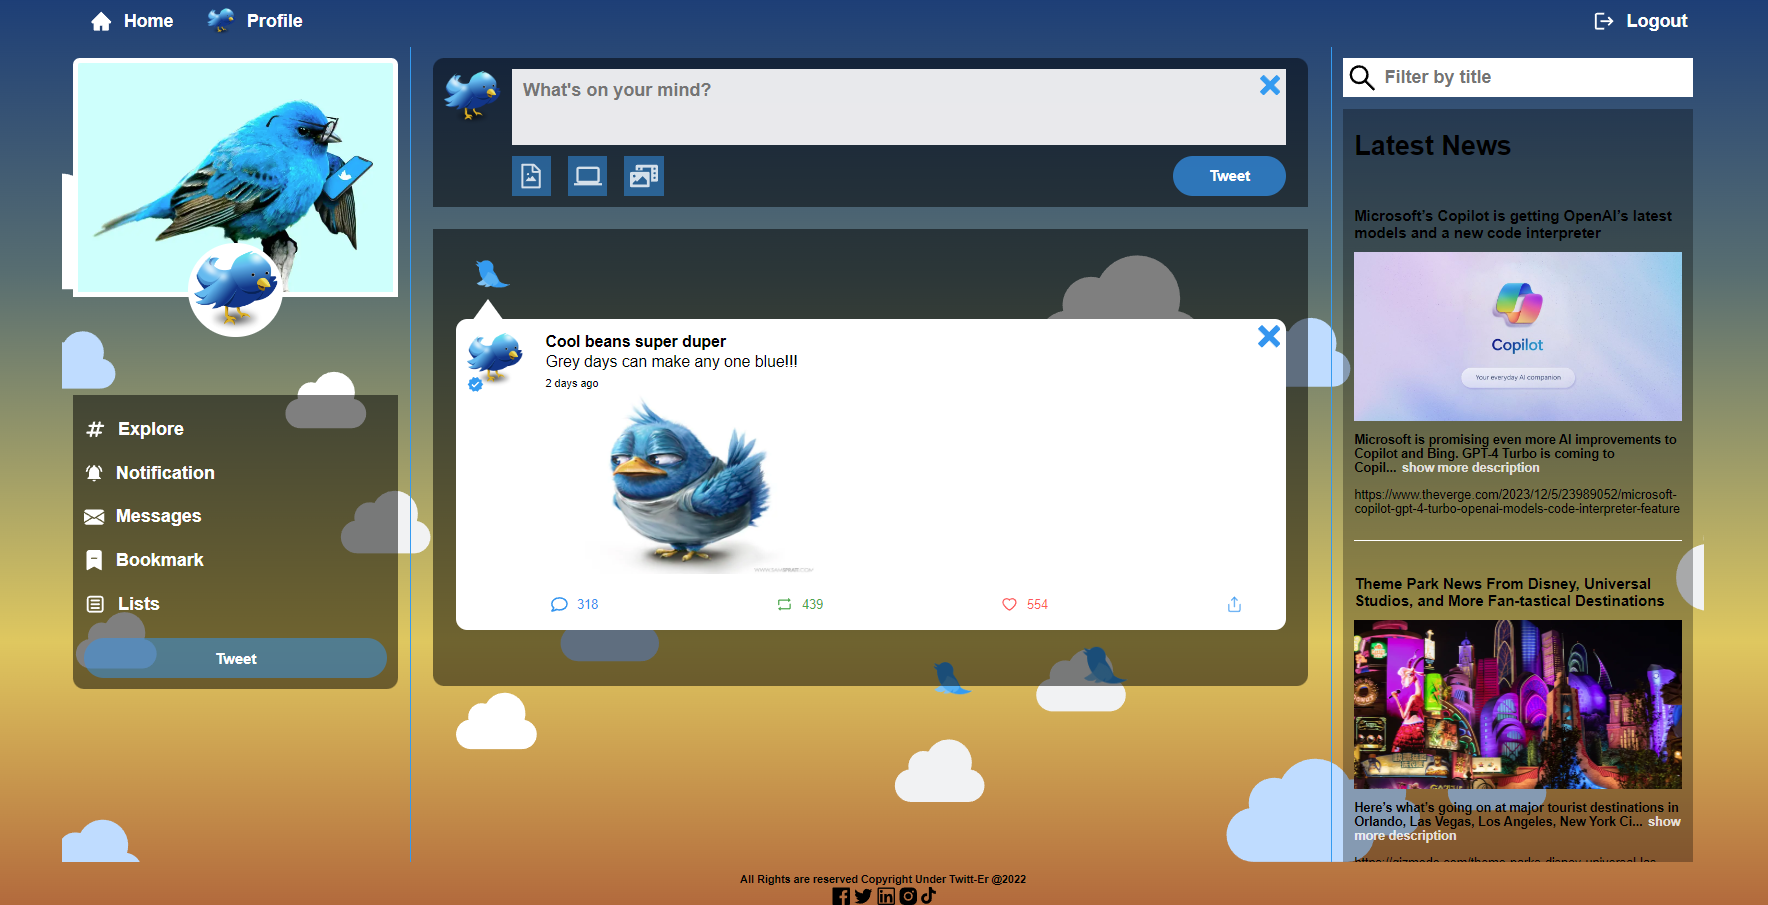 Home
Profile
Logout
What's on your mind?
Tweet
Filter by title
Latest News
Microsoft's Copilot is getting OpenAI's latest
models and a new code interpreter
Copilot
Your everyday AI companion
Microsoft is promising even more AI improvements to
Copilot and Bing. GPT-4 Turbo is coming to
Copil... show more description
https://www.theverge.com/2023/12/5/23989052/microsoft-
copilot-gpt-4-turbo-openai-models-code-interpreter-feature
Theme Park News From Disney, Universal
Studios, and More Fan-tastical Destinations
Here's what's going on at major tourist destinations in
Orlando, Las Vegas, Los Angeles, New York Ci... show
more description
Cool beans super duper
Grey days can make any one blue!!!
2 days ago
318
439
554
Explore
Notification
Messages
Bookmark
Lists
Tweet
All Rights are reserved Copyright Under Twitt-Er @2022